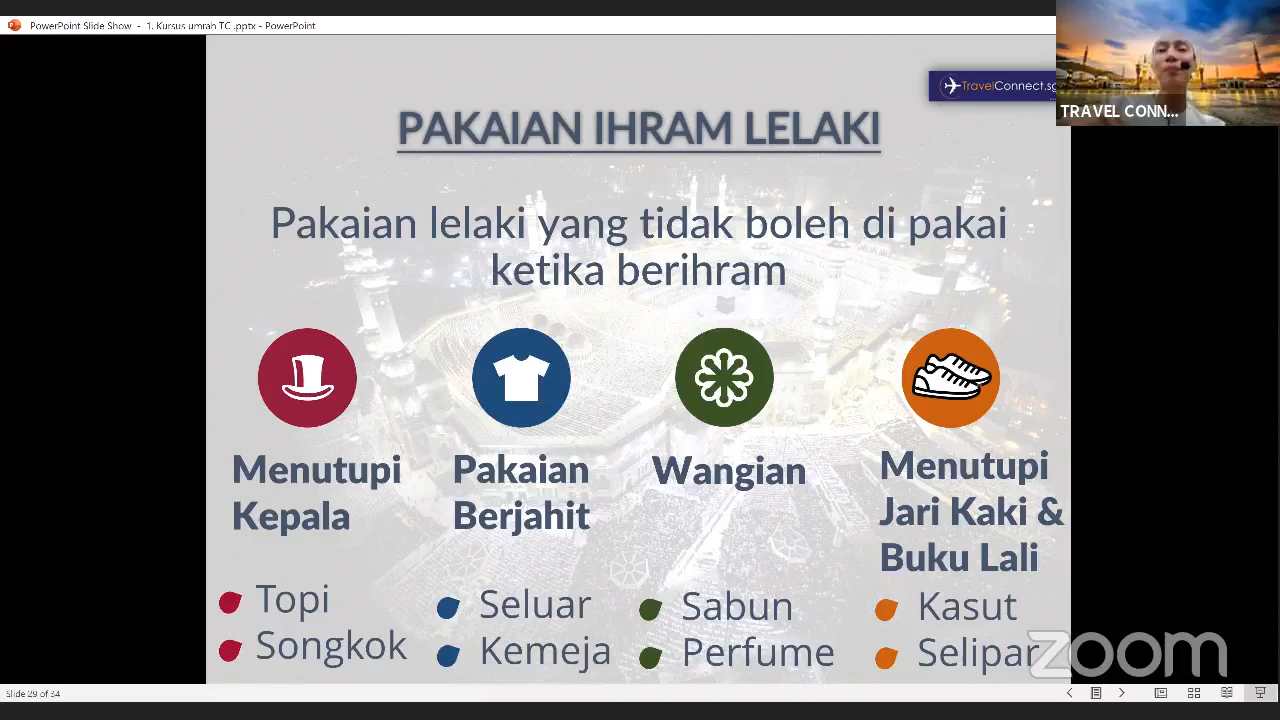 PowerPoint Slide Show - 1. Kursus umrah TC .pptx - PowerPoint
TravelConnect.sg
TRAVEL CONN...
PAKAIAN IHRAM LELAKI
Pakaian lelaki yang tidak boleh di pakai
ketika berihram
Menutupi
Kepala
Topi
Songkok
Pakaian
Berjahit
Seluar
Kemeja
Wangian
Sabun
Perfume
Menutupi
Jari Kaki &
Buku Lali
Kasut
Selipar
zoom
Slide 29 of 34